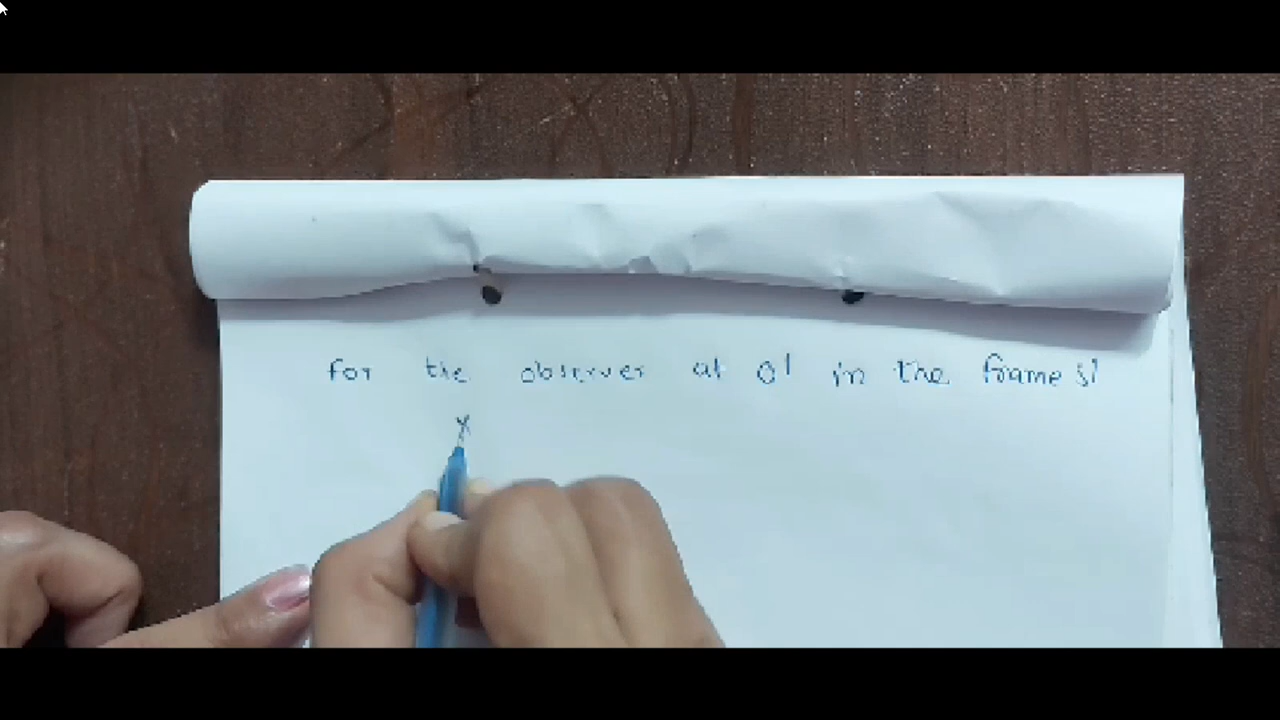 for the observer at O' in the frame S'
x